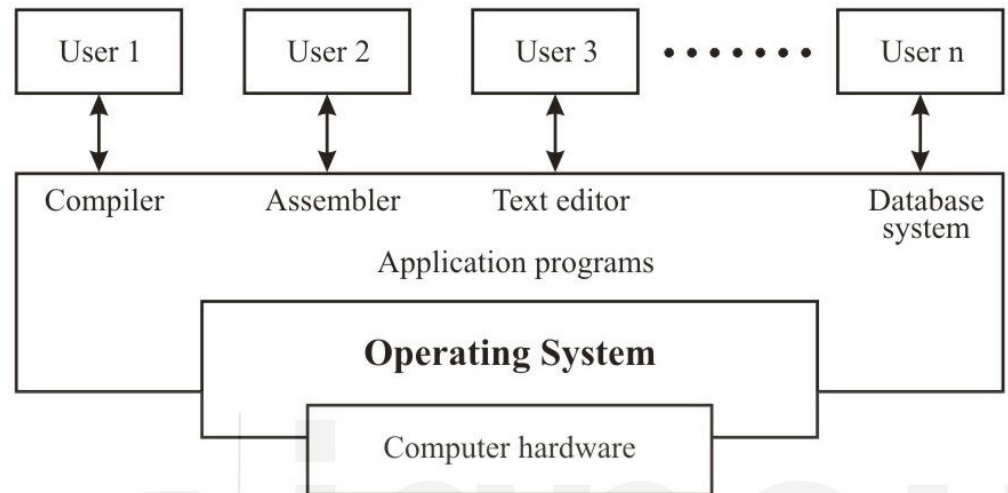 User 1
User 2
User 3
User n
Compiler
Assembler
Text editor
Database
system
Application programs
Operating System
Computer hardware